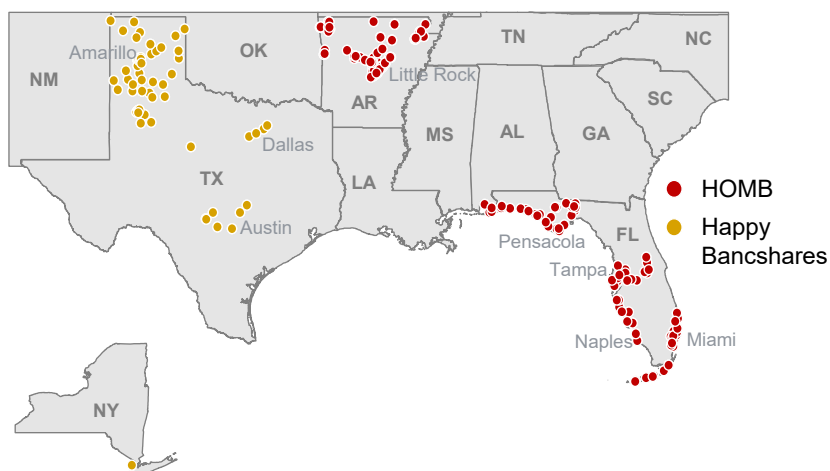 TN
NC
Amarillo
OK
NM
Little Rock
AR
SC
MS
AL
GA
Dallas
TX
LA
HOMB
Austin
Happy
Bancshares
Pensacola
FL
Tampa
Naples
Miami
NY